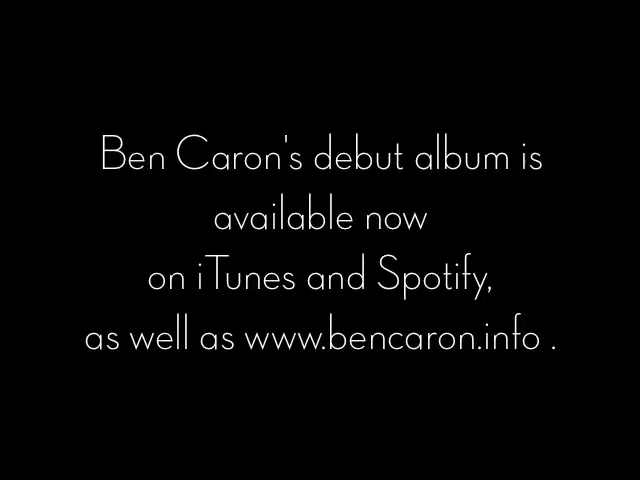 Ben Caron's debut album is
available now
on iTunes and Spotify,
as well as www.bencaron.info .